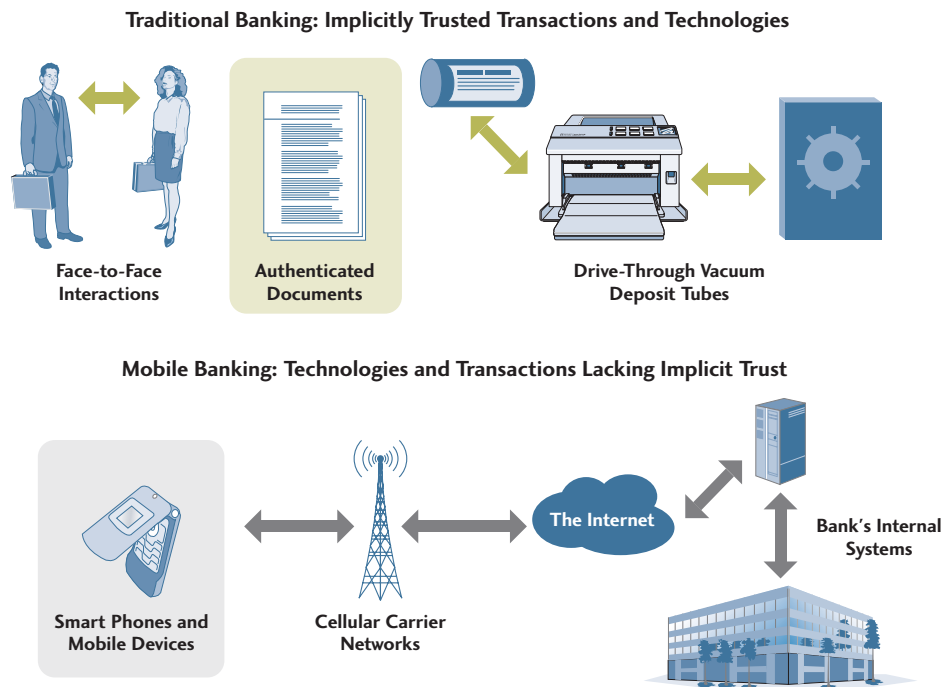 Traditional Banking: Implicitly Trusted Transactions and Technologies
Face-to-Face
Interactions
Authenticated
Documents
Drive-Through Vacuum
Deposit Tubes
Mobile Banking: Technologies and Transactions Lacking Implicit Trust
The Internet
Bank's Internal
Systems
Smart Phones and
Mobile Devices
Cellular Carrier
Networks